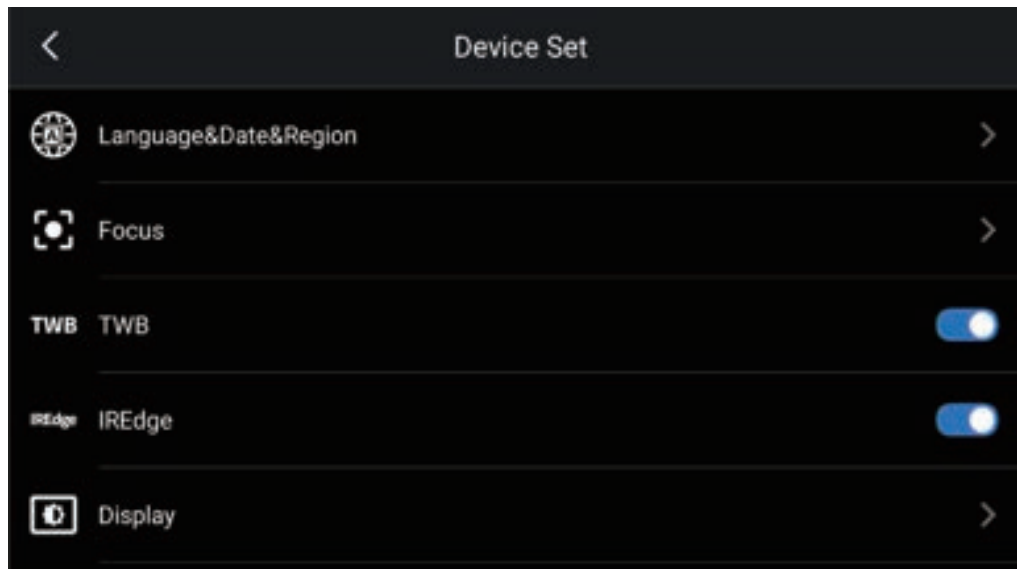 Device Set
Language&Date&Region
Focus
TWB TWB
IREdge IREdge
Display